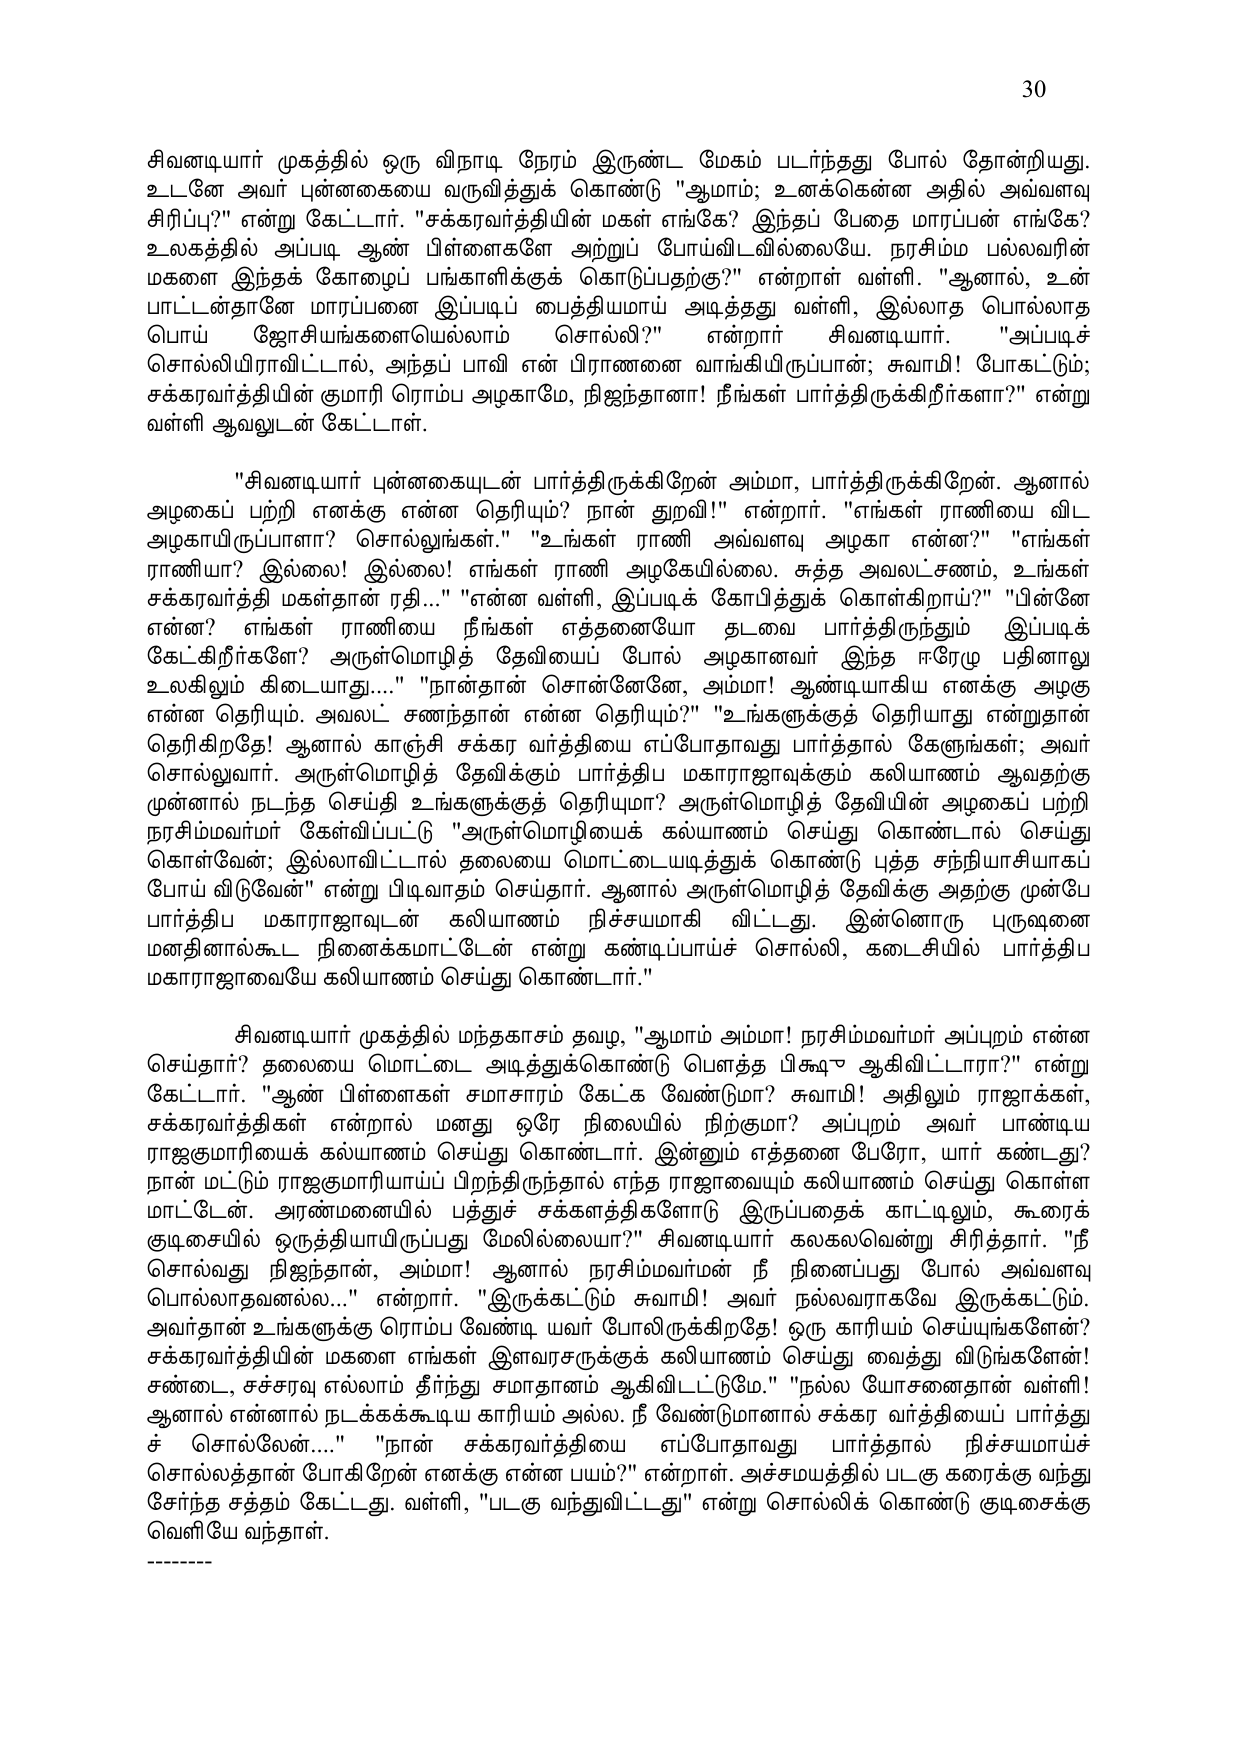 30
சிவனடியார் முகத்தில் ஒரு விநாடி நேரம் இருண்ட மேகம் படர்ந்தது போல் தோன்றியது.
உடனே அவர் புன்னகையை வருவித்துக் கொண்டு "ஆமாம்; உனக்கென்ன அதில் அவ்வளவு
சிரிப்பு?" என்று கேட்டார். "சக்கரவர்த்தியின் மகள் எங்கே? இந்தப் பேதை மாரப்பன் எங்கே?
உலகத்தில் அப்படி ஆண் பிள்ளைகளே அற்றுப் போய்விடவில்லையே. நரசிம்ம பல்லவரின்
மகளை இந்தக் கோழைப் பங்காளிக்குக் கொடுப்பதற்கு?" என்றாள் வள்ளி. "ஆனால், உன்
பாட்டன்தானே மாரப்பனை இப்படிப் பைத்தியமாய் அடித்தது வள்ளி, இல்லாத பொல்லாத
பொய் ஜோசியங்களையெல்லாம் சொல்லி?" என்றார் சிவனடியார். "அப்படிச்
சொல்லியிராவிட்டால், அந்தப் பாவி என் பிராணனை வாங்கியிருப்பான்; சுவாமி! போகட்டும்;
சக்கரவர்த்தியின் குமாரி ரொம்ப அழகாமே, நிஜந்தானா! நீங்கள் பார்த்திருக்கிறீர்களா?" என்று
வள்ளி ஆவலுடன் கேட்டாள்.
"சிவனடியார் புன்னகையுடன் பார்த்திருக்கிறேன் அம்மா, பார்த்திருக்கிறேன். ஆனால்
அழகைப் பற்றி எனக்கு என்ன தெரியும்? நான் துறவி!" என்றார். "எங்கள் ராணியை விட
அழகாயிருப்பாளா? சொல்லுங்கள்." "உங்கள் ராணி அவ்வளவு அழகா என்ன?" "எங்கள்
ராணியா? இல்லை! இல்லை! எங்கள் ராணி அழகேயில்லை. சுத்த அவலட்சணம், உங்கள்
சக்கரவர்த்தி மகள்தான் ரதி..." "என்ன வள்ளி, இப்படிக் கோபித்துக் கொள்கிறாய்?" "பின்னே
என்ன? எங்கள் ராணியை நீங்கள் எத்தனையோ தடவை பார்த்திருந்தும் இப்படிக்
கேட்கிறீர்களே? அருள்மொழித் தேவியைப் போல் அழகானவர் இந்த ஈரேழு பதினாலு
உலகிலும் கிடையாது...." "நான்தான் சொன்னேனே, அம்மா! ஆண்டியாகிய எனக்கு அழகு
என்ன தெரியும். அவலட் சணந்தான் என்ன தெரியும்?" "உங்களுக்குத் தெரியாது என்றுதான்
தெரிகிறதே! ஆனால் காஞ்சி சக்கர வர்த்தியை எப்போதாவது பார்த்தால் கேளுங்கள்; அவர்
சொல்லுவார். அருள்மொழித் தேவிக்கும் பார்த்திப மகாராஜாவுக்கும் கலியாணம் ஆவதற்கு
முன்னால் நடந்த செய்தி உங்களுக்குத் தெரியுமா? அருள்மொழித் தேவியின் அழகைப் பற்றி
நரசிம்மவர்மர் கேள்விப்பட்டு "அருள்மொழியைக் கல்யாணம் செய்து கொண்டால் செய்து
கொள்வேன்; இல்லாவிட்டால் தலையை மொட்டையடித்துக் கொண்டு புத்த சந்நியாசியாகப்
போய் விடுவேன்" என்று பிடிவாதம் செய்தார். ஆனால் அருள்மொழித் தேவிக்கு அதற்கு முன்பே
பார்த்திப மகாராஜாவுடன் கலியாணம் நிச்சயமாகி விட்டது. இன்னொரு புருஷனை
மனதினால்கூட நினைக்கமாட்டேன் என்று கண்டிப்பாய்ச் சொல்லி, கடைசியில் பார்த்திப
மகாராஜாவையே கலியாணம் செய்து கொண்டார்."
சிவனடியார் முகத்தில் மந்தகாசம் தவழ, "ஆமாம் அம்மா! நரசிம்மவர்மர் அப்புறம் என்ன
செய்தார்? தலையை மொட்டை அடித்துக்கொண்டு பௌத்த பிக்ஷு ஆகிவிட்டாரா?" என்று
கேட்டார். "ஆண் பிள்ளைகள் சமாசாரம் கேட்க வேண்டுமா? சுவாமி! அதிலும் ராஜாக்கள்,
சக்கரவர்த்திகள் என்றால் மனது ஒரே நிலையில் நிற்குமா? அப்புறம் அவர் பாண்டிய
ராஜகுமாரியைக் கல்யாணம் செய்து கொண்டார். இன்னும் எத்தனை பேரோ, யார் கண்டது?
நான் மட்டும் ராஜகுமாரியாய்ப் பிறந்திருந்தால் எந்த ராஜாவையும் கலியாணம் செய்து கொள்ள
மாட்டேன். அரண்மனையில் பத்துச் சக்களத்திகளோடு இருப்பதைக் காட்டிலும், கூரைக்
குடிசையில் ஒருத்தியாயிருப்பது மேலில்லையா?" சிவனடியார் கலகலவென்று சிரித்தார். "நீ
சொல்வது நிஜந்தான், அம்மா! ஆனால் நரசிம்மவர்மன் நீ நினைப்பது போல் அவ்வளவு
பொல்லாதவனல்ல..." என்றார். "இருக்கட்டும் சுவாமி! அவர் நல்லவராகவே இருக்கட்டும்.
அவர்தான் உங்களுக்கு ரொம்ப வேண்டி யவர் போலிருக்கிறதே! ஒரு காரியம் செய்யுங்களேன்?
சக்கரவர்த்தியின் மகளை எங்கள் இளவரசருக்குக் கலியாணம் செய்து வைத்து விடுங்களேன்!
சண்டை, சச்சரவு எல்லாம் தீர்ந்து சமாதானம் ஆகிவிடட்டுமே." "நல்ல யோசனைதான் வள்ளி!
ஆனால் என்னால் நடக்கக்கூடிய காரியம் அல்ல. நீ வேண்டுமானால் சக்கர வர்த்தியைப் பார்த்து
ச் சொல்லேன்...." "நான் சக்கரவர்த்தியை எப்போதாவது பார்த்தால் நிச்சயமாய்ச்
சொல்லத்தான் போகிறேன் எனக்கு என்ன பயம்?" என்றாள். அச்சமயத்தில் படகு கரைக்கு வந்து
சேர்ந்த சத்தம் கேட்டது. வள்ளி, "படகு வந்துவிட்டது" என்று சொல்லிக் கொண்டு குடிசைக்கு
வெளியே வந்தாள்.
--------